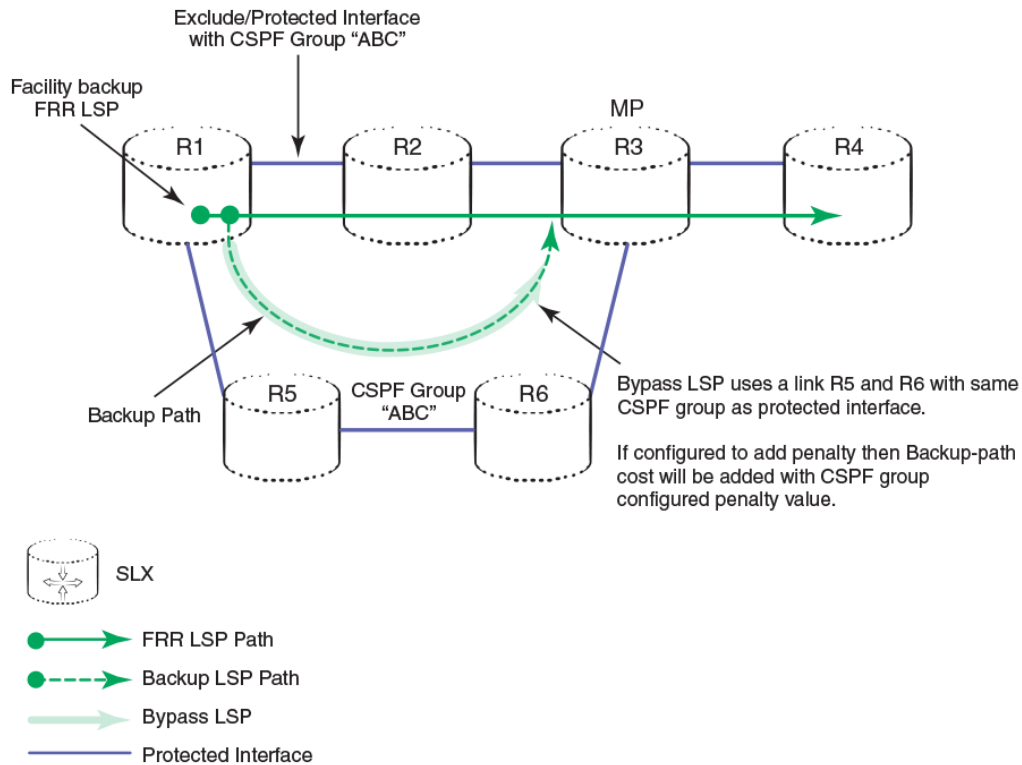 Exclude/Protected Interface
with CSPF Group “ABC”
Facility backup
FRR LSP
MP
R1
R2
R3
R4
R5
CSPF Group
“ABC”
R6
Backup Path
Bypass LSP uses a link R5 and R6 with same
CSPF group as protected interface.
If configured to add penalty then Backup-path
cost will be added with CSPF group
configured penalty value.
SLX
FRR LSP Path
Backup LSP Path
Bypass LSP
Protected Interface